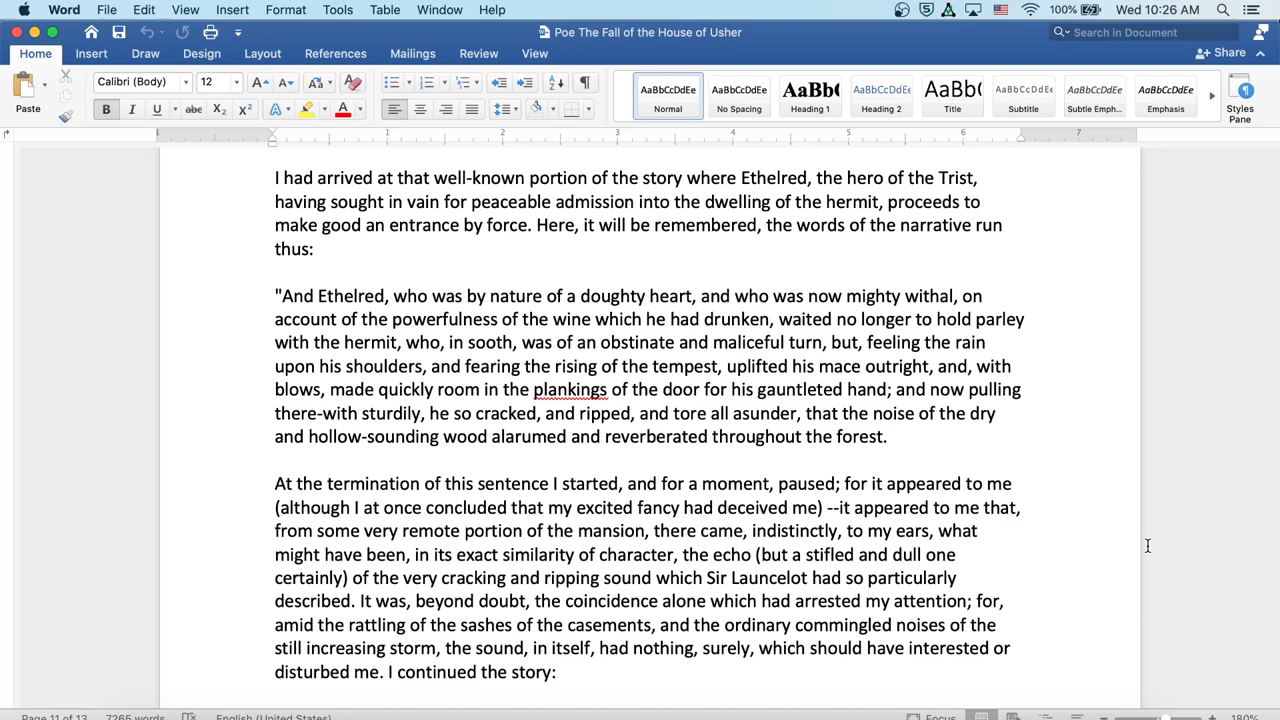 Word File Edit View Insert Format Tools Table Window Help 100% Wed 10:26 AM
Poe The Fall of the House of Usher Search in Document
Home Insert Draw Design Layout References Mailings Review View Share
Paste Calibri (Body) 12 AaBbCcDdEe AaBbCcDdEe AaBbC AaBbCcDdEe AaBbC AaBbCcDdEe AaBbCcDdEe AaBbCcDdEe
Normal No Spacing Heading 1 Heading 2 Title Subtitle Subtle Emph... Emphasis Styles Pane
1 1 2 3 4 5 6 7
I had arrived at that well-known portion of the story where Ethelred, the hero of the Trist,
having sought in vain for peaceable admission into the dwelling of the hermit, proceeds to
make good an entrance by force. Here, it will be remembered, the words of the narrative run
thus:
"And Ethelred, who was by nature of a doughty heart, and who was now mighty withal, on
account of the powerfulness of the wine which he had drunken, waited no longer to hold parley
with the hermit, who, in sooth, was of an obstinate and maliceful turn, but, feeling the rain
upon his shoulders, and fearing the rising of the tempest, uplifted his mace outright, and, with
blows, made quickly room in the plankings of the door for his gauntleted hand; and now pulling
there-with sturdily, he so cracked, and ripped, and tore all asunder, that the noise of the dry
and hollow-sounding wood alarumed and reverberated throughout the forest.
At the termination of this sentence I started, and for a moment, paused; for it appeared to me
(although I at once concluded that my excited fancy had deceived me) --it appeared to me that,
from some very remote portion of the mansion, there came, indistinctly, to my ears, what
might have been, in its exact similarity of character, the echo (but a stifled and dull one
certainly) of the very cracking and ripping sound which Sir Launcelot had so particularly
described. It was, beyond doubt, the coincidence alone which had arrested my attention; for,
amid the rattling of the sashes of the casements, and the ordinary commingled noises of the
still increasing storm, the sound, in itself, had nothing, surely, which should have interested or
disturbed me. I continued the story:
Page 11 of 13 7265 words English (United States) Focus 180%